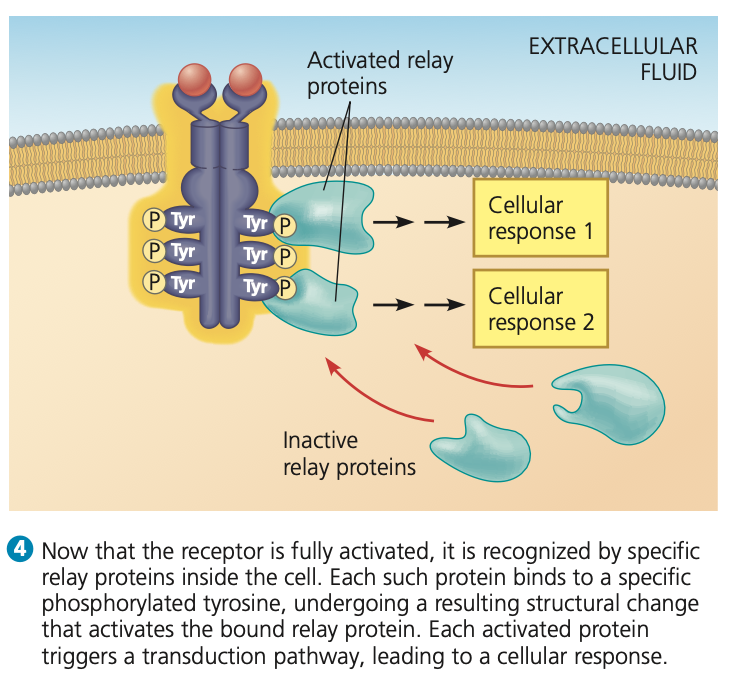 EXTRACELLULAR
FLUID
Activated relay
proteins
P Tyr Tyr P
P Tyr Tyr P
P Tyr Tyr P
Cellular
response 1
Cellular
response 2
Inactive
relay proteins
4 Now that the receptor is fully activated, it is recognized by specific
relay proteins inside the cell. Each such protein binds to a specific
phosphorylated tyrosine, undergoing a resulting structural change
that activates the bound relay protein. Each activated protein
triggers a transduction pathway, leading to a cellular response.